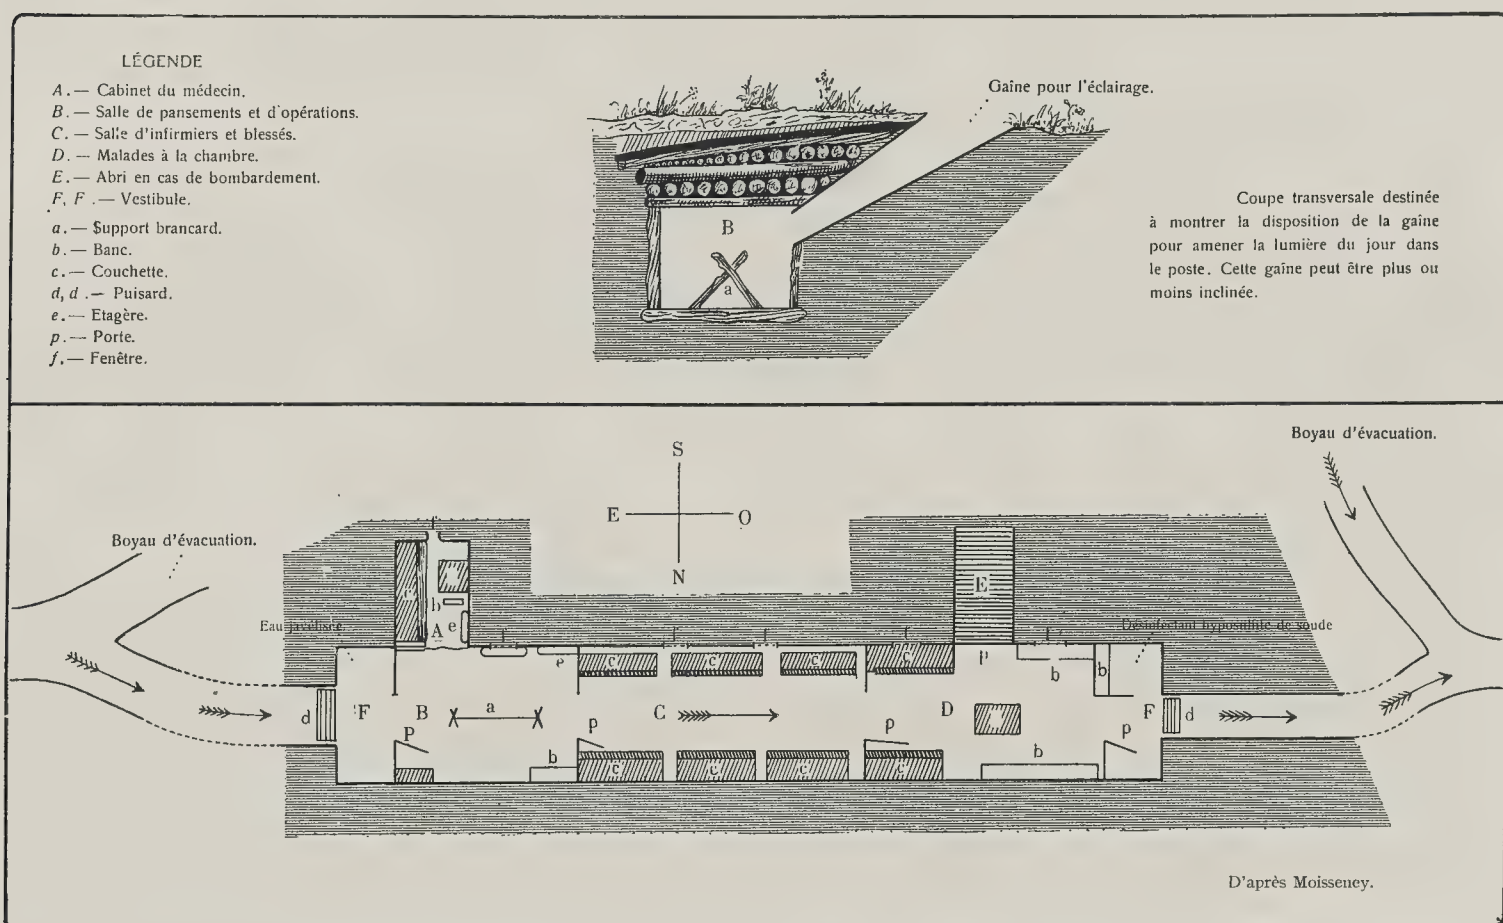 LÉGENDE
A.— Cabinet du médecin.
B.— Salle de pansements et d'opérations.
C.— Salle d'infirmiers et blessés.
D.— Malades à la chambre.
E.— Abri en cas de bombardement.
F, F.— Vestibule.
a.— Support brancard.
b.— Banc.
c.— Couchette.
d, d.— Puisard.
e.— Etagère.
p.— Porte.
f.— Fenêtre.
Gaîne pour l'éclairage.
B
a
Coupe transversale destinée
à montrer la disposition de la gaîne
pour amener la lumière du jour dans
le poste. Cette gaîne peut être plus ou
moins inclinée.
Boyau d'évacuation.
S
E O
N
Boyau d'évacuation.
E
b
Eau javélisée.
A e
Désinfectant hyposulfite de soude
f f f f
e c c c c p b b
d F B a C D F d
P p p p
b c c c c b
D'après Moissency.